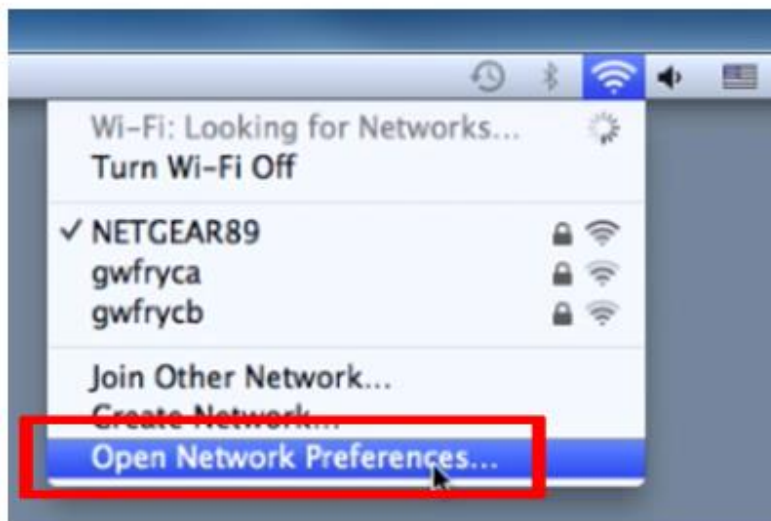 Wi-Fi: Looking for Networks...
Turn Wi-Fi Off
NETGEAR89
gwfryca
gwfrycb
Join Other Network...
Create Network...
Open Network Preferences...